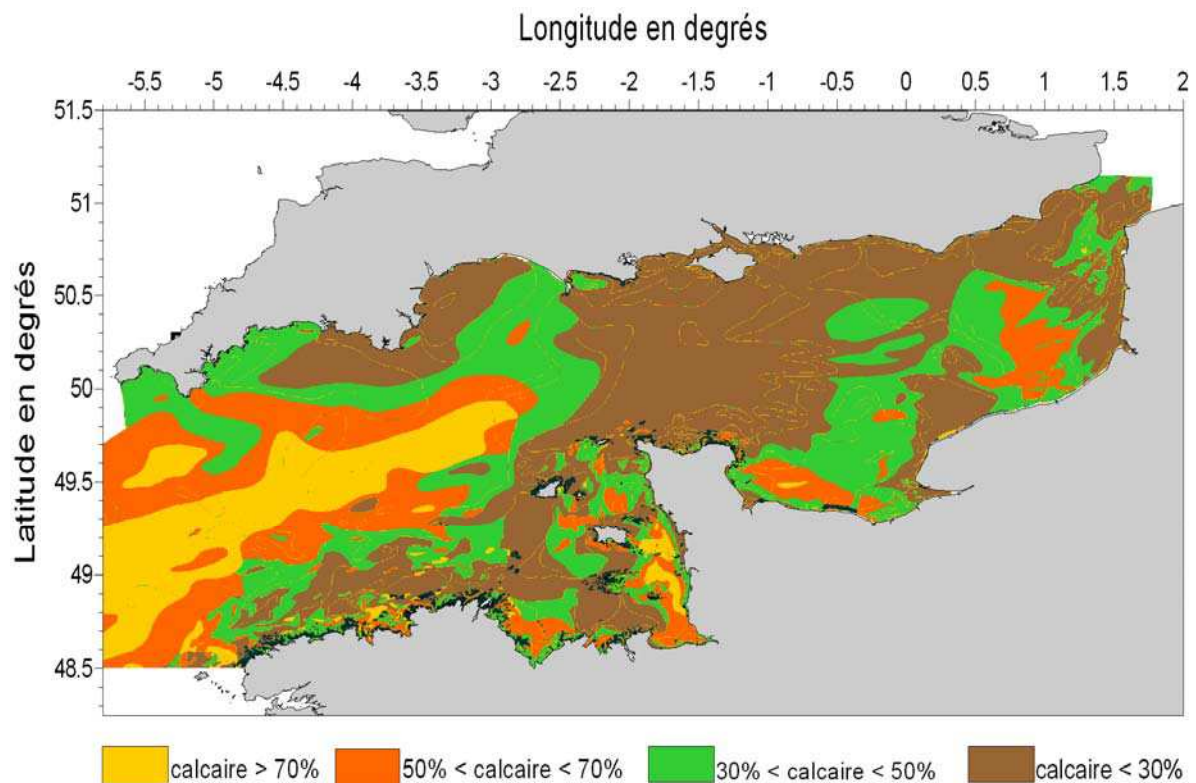 Longitude en degrés
-5.5 -5 -4.5 -4 -3.5 -3 -2.5 -2 -1.5 -1 -0.5 0 0.5 1 1.5 2
51.5
51
50.5
50
49.5
49
48.5
Latitude en degrés
calcaire > 70% 50% < calcaire < 70% 30% < calcaire < 50% calcaire < 30%